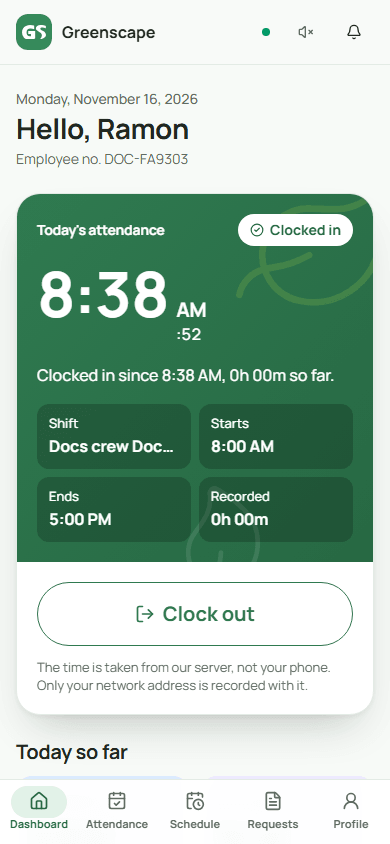 GS Greenscape
Monday, November 16, 2026
Hello, Ramon
Employee no. DOC-FA9303
Today's attendance
Clocked in
8:38 AM
:52
Clocked in since 8:38 AM, 0h 00m so far.
Shift
Docs crew Doc...
Starts
8:00 AM
Ends
5:00 PM
Recorded
0h 00m
Clock out
The time is taken from our server, not your phone.
Only your network address is recorded with it.
Today so far
Dashboard
Attendance
Schedule
Requests
Profile